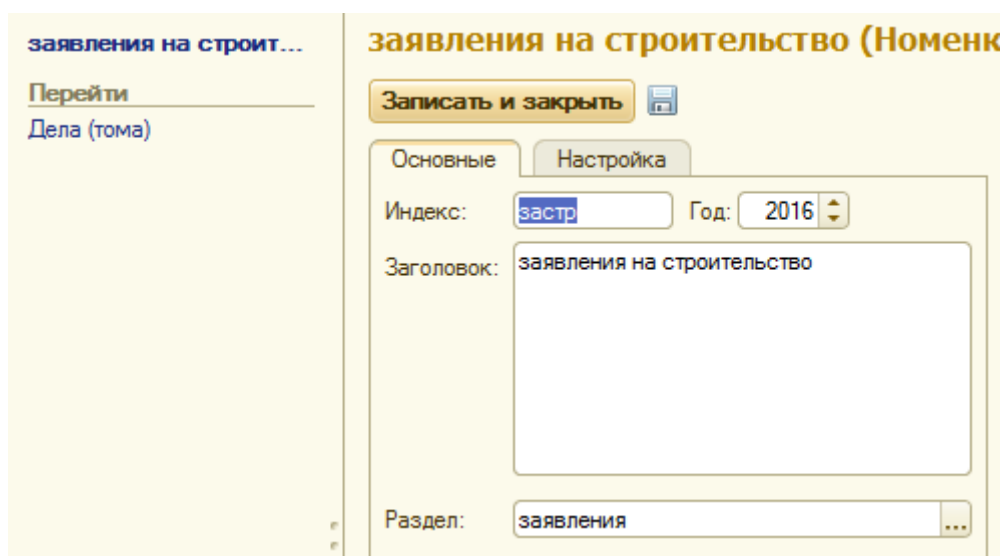 заявления на строит...
Перейти
Дела (тома)
заявления на строительство (Номенк
Записать и закрыть
Основные Настройка
Индекс: застр Год: 2016
Заголовок: заявления на строительство
Раздел: заявления ...